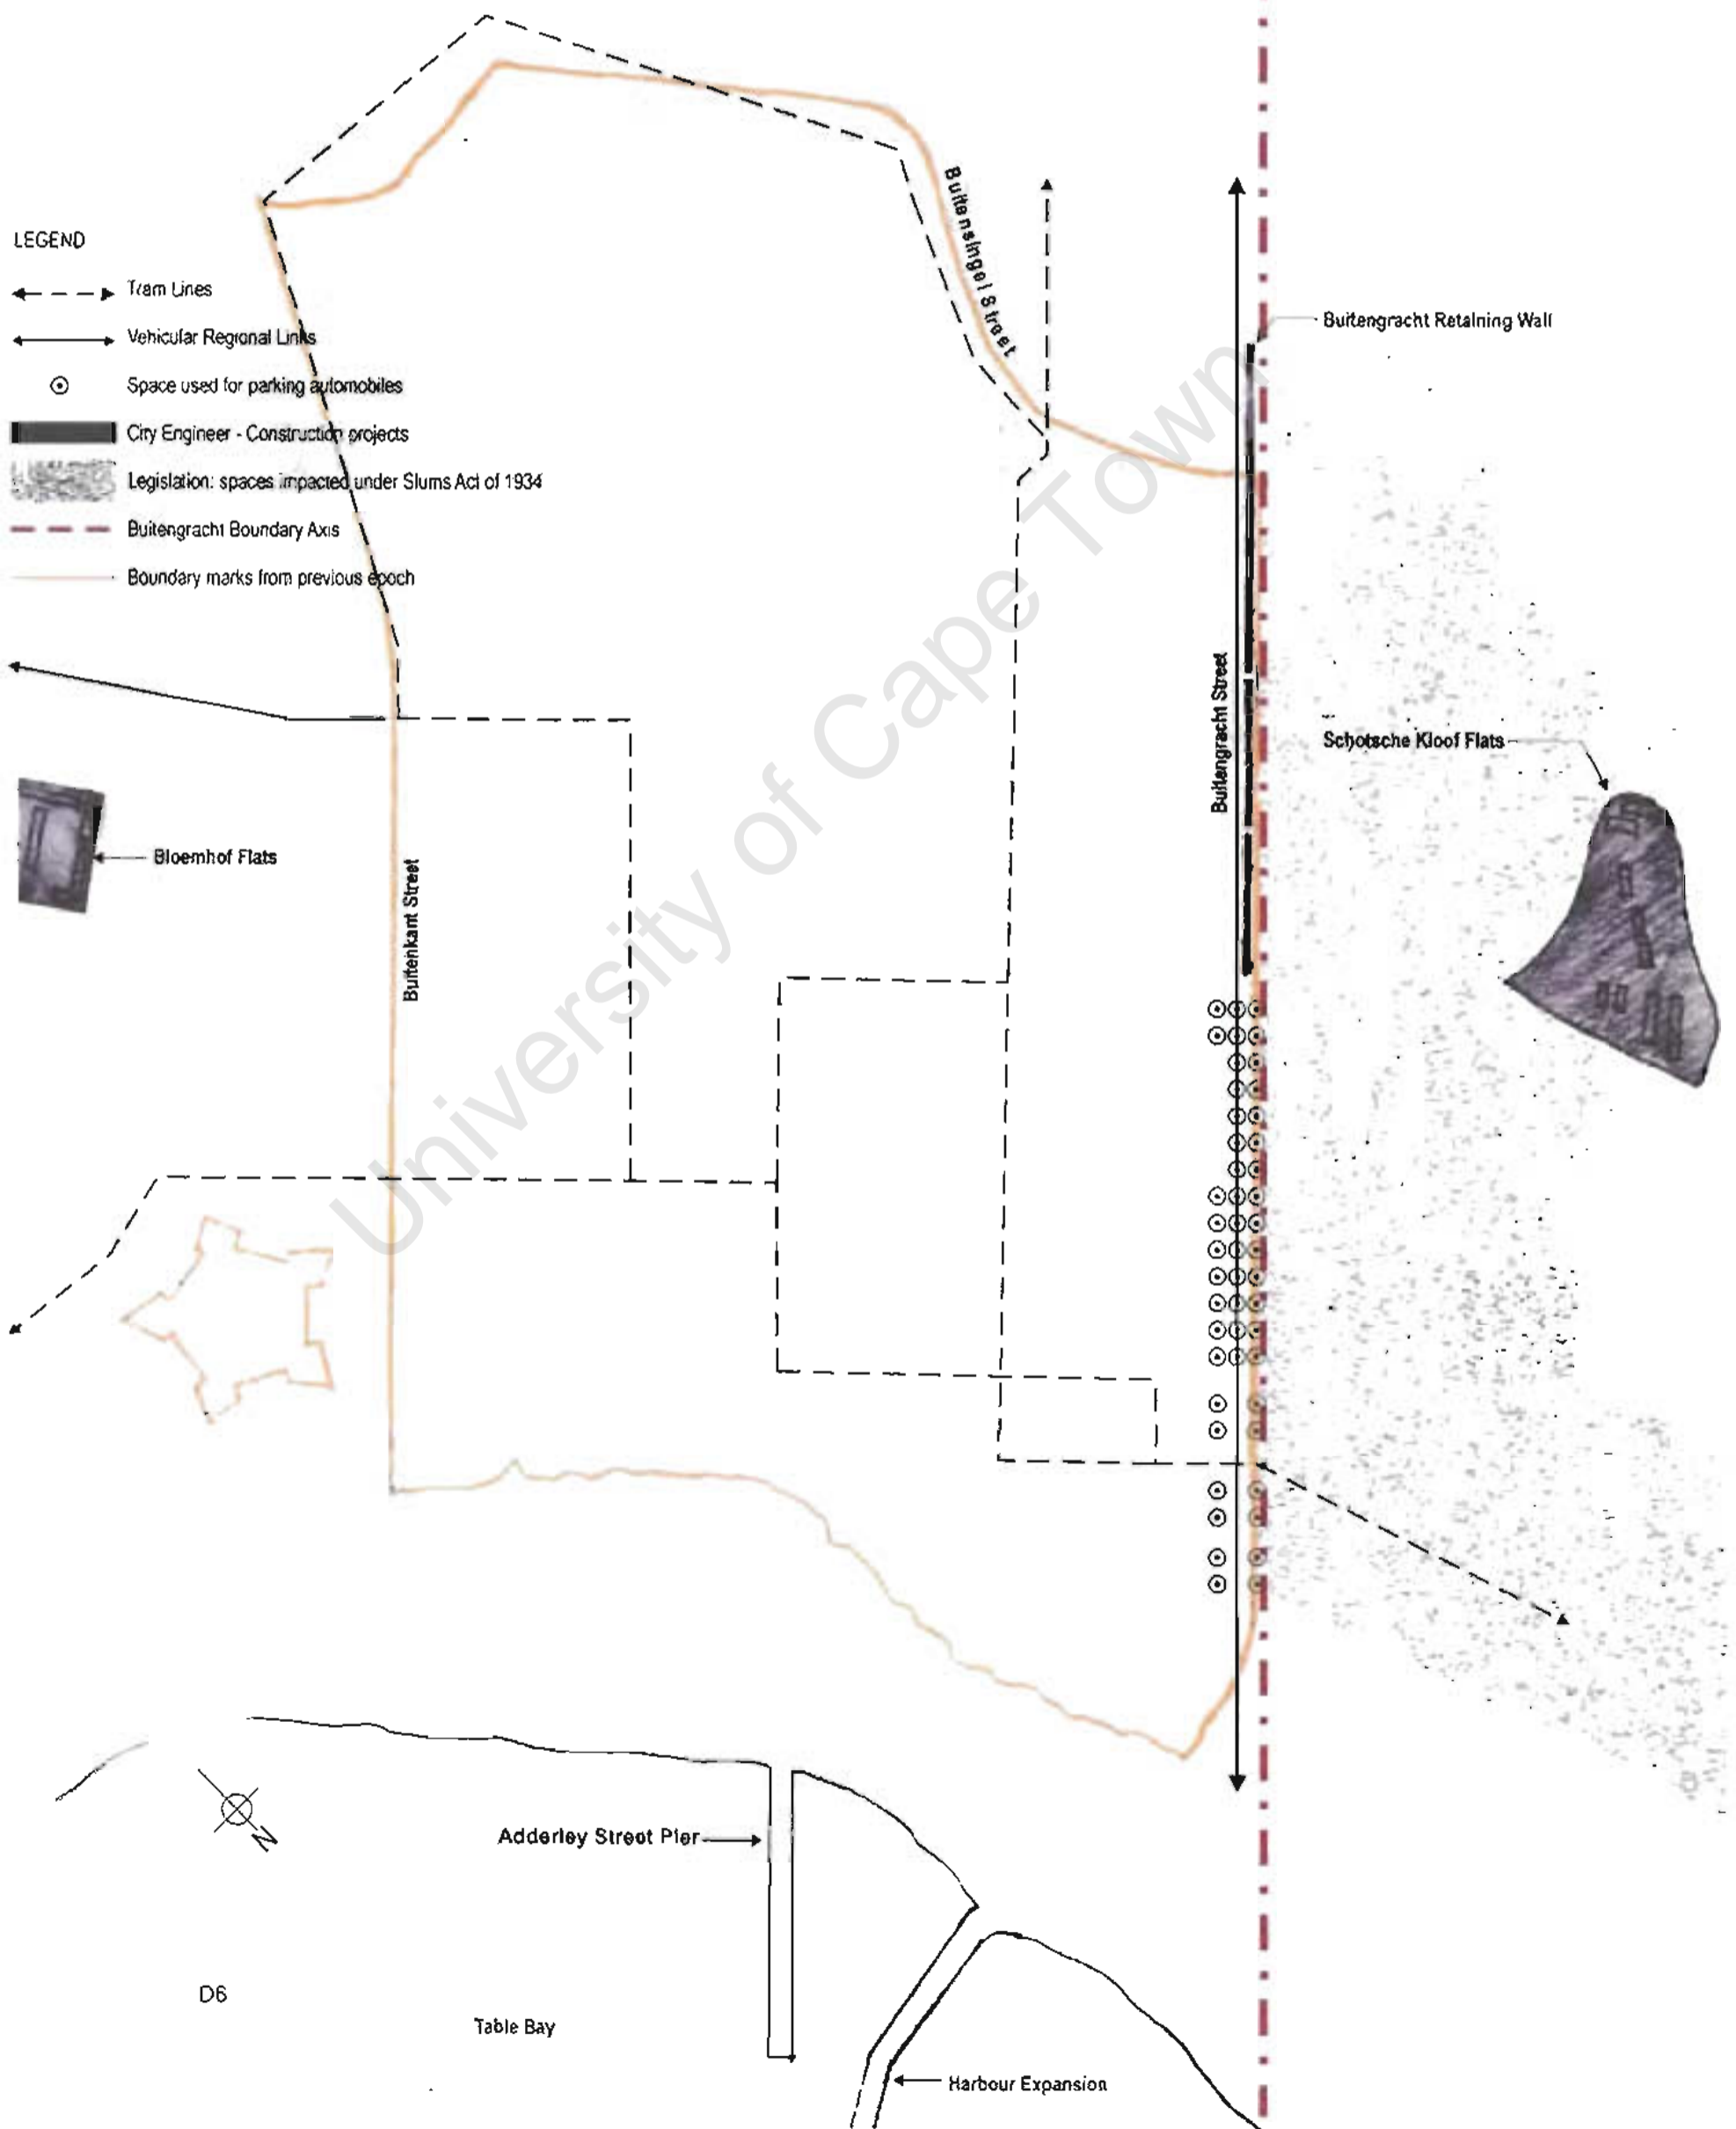 Buitensingel Street
LEGEND
Tram Lines
Vehicular Regional Links
Space used for parking automobiles
City Engineer - Construction projects
Legislation: spaces impacted under Slums Act of 1934
Buitengracht Boundary Axis
Boundary marks from previous epoch
Buitengracht Retaining Wall
Buitengracht Street
Schotsche Kloof Flats
Bloemhof Flats
Buitenkant Street
University of Cape Town
N
Adderley Street Pier
D6
Table Bay
Harbour Expansion